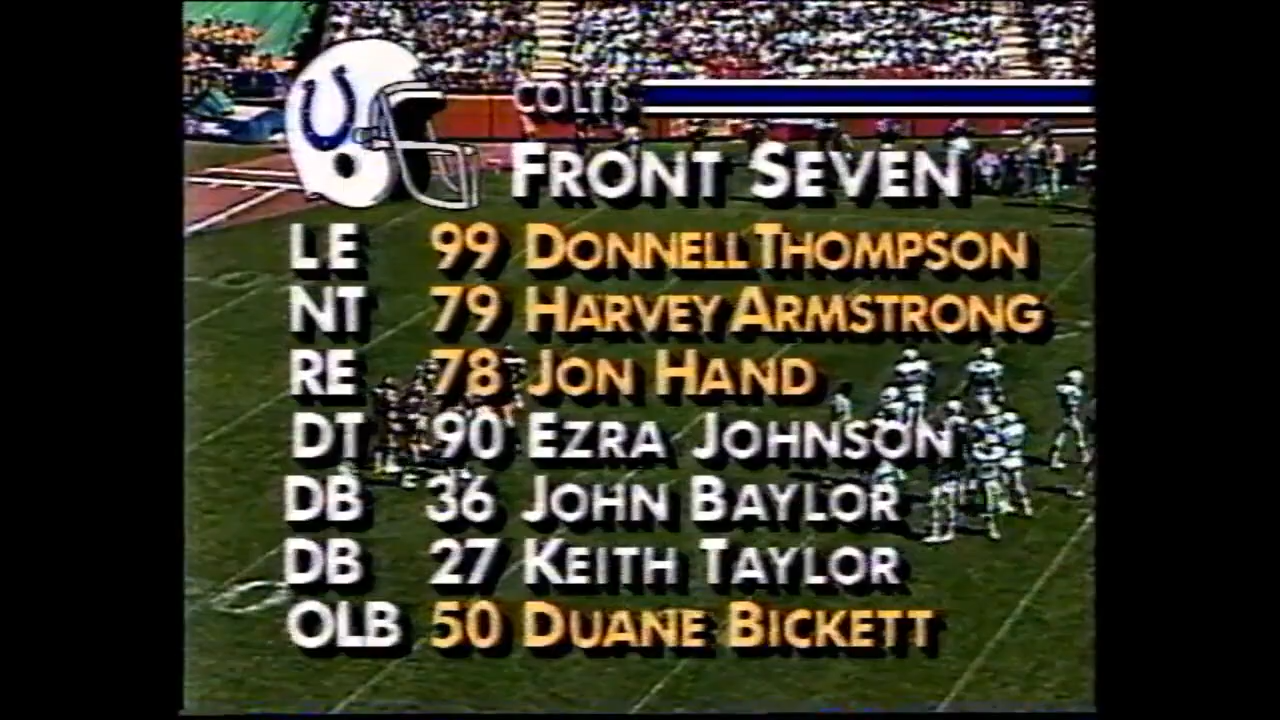 COLTS
FRONT SEVEN
LE 99 DONNELL THOMPSON
NT 79 HARVEY ARMSTRONG
RE 78 JON HAND
DT 90 EZRA JOHNSON
DB 36 JOHN BAYLOR
DB 27 KEITH TAYLOR
OLB 50 DUANE BICKETT